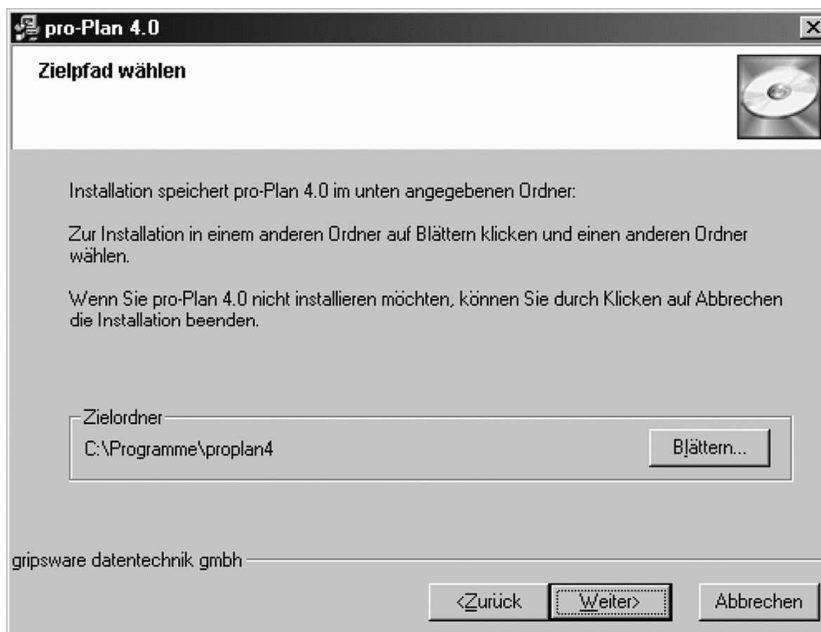 pro-Plan 4.0
Zielpfad wählen
Installation speichert pro-Plan 4.0 im unten angegebenen Ordner:
Zur Installation in einem anderen Ordner auf Blättern klicken und einen anderen Ordner
wählen.
Wenn Sie pro-Plan 4.0 nicht installieren möchten, können Sie durch Klicken auf Abbrechen
die Installation beenden.
Zielordner
C:\Programme\proplan4
Blättern...
gripsware datentechnik gmbh
<Zurück
Weiter>
Abbrechen